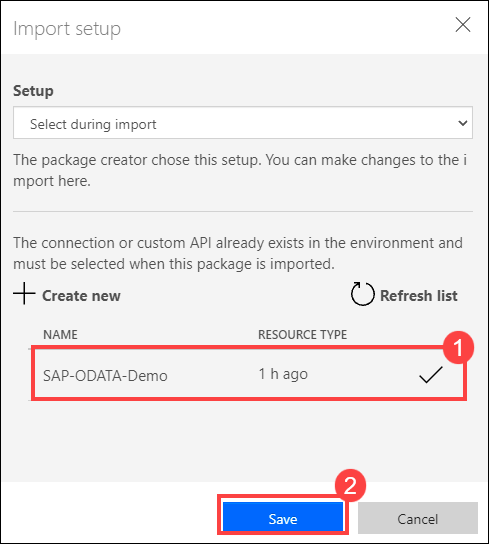 Import setup
Setup
Select during import
The package creator chose this setup. You can make changes to the i
mport here.
The connection or custom API already exists in the environment and
must be selected when this package is imported.
Create new Refresh list
NAME RESOURCE TYPE
1
SAP-ODATA-Demo 1 h ago
2
Save Cancel